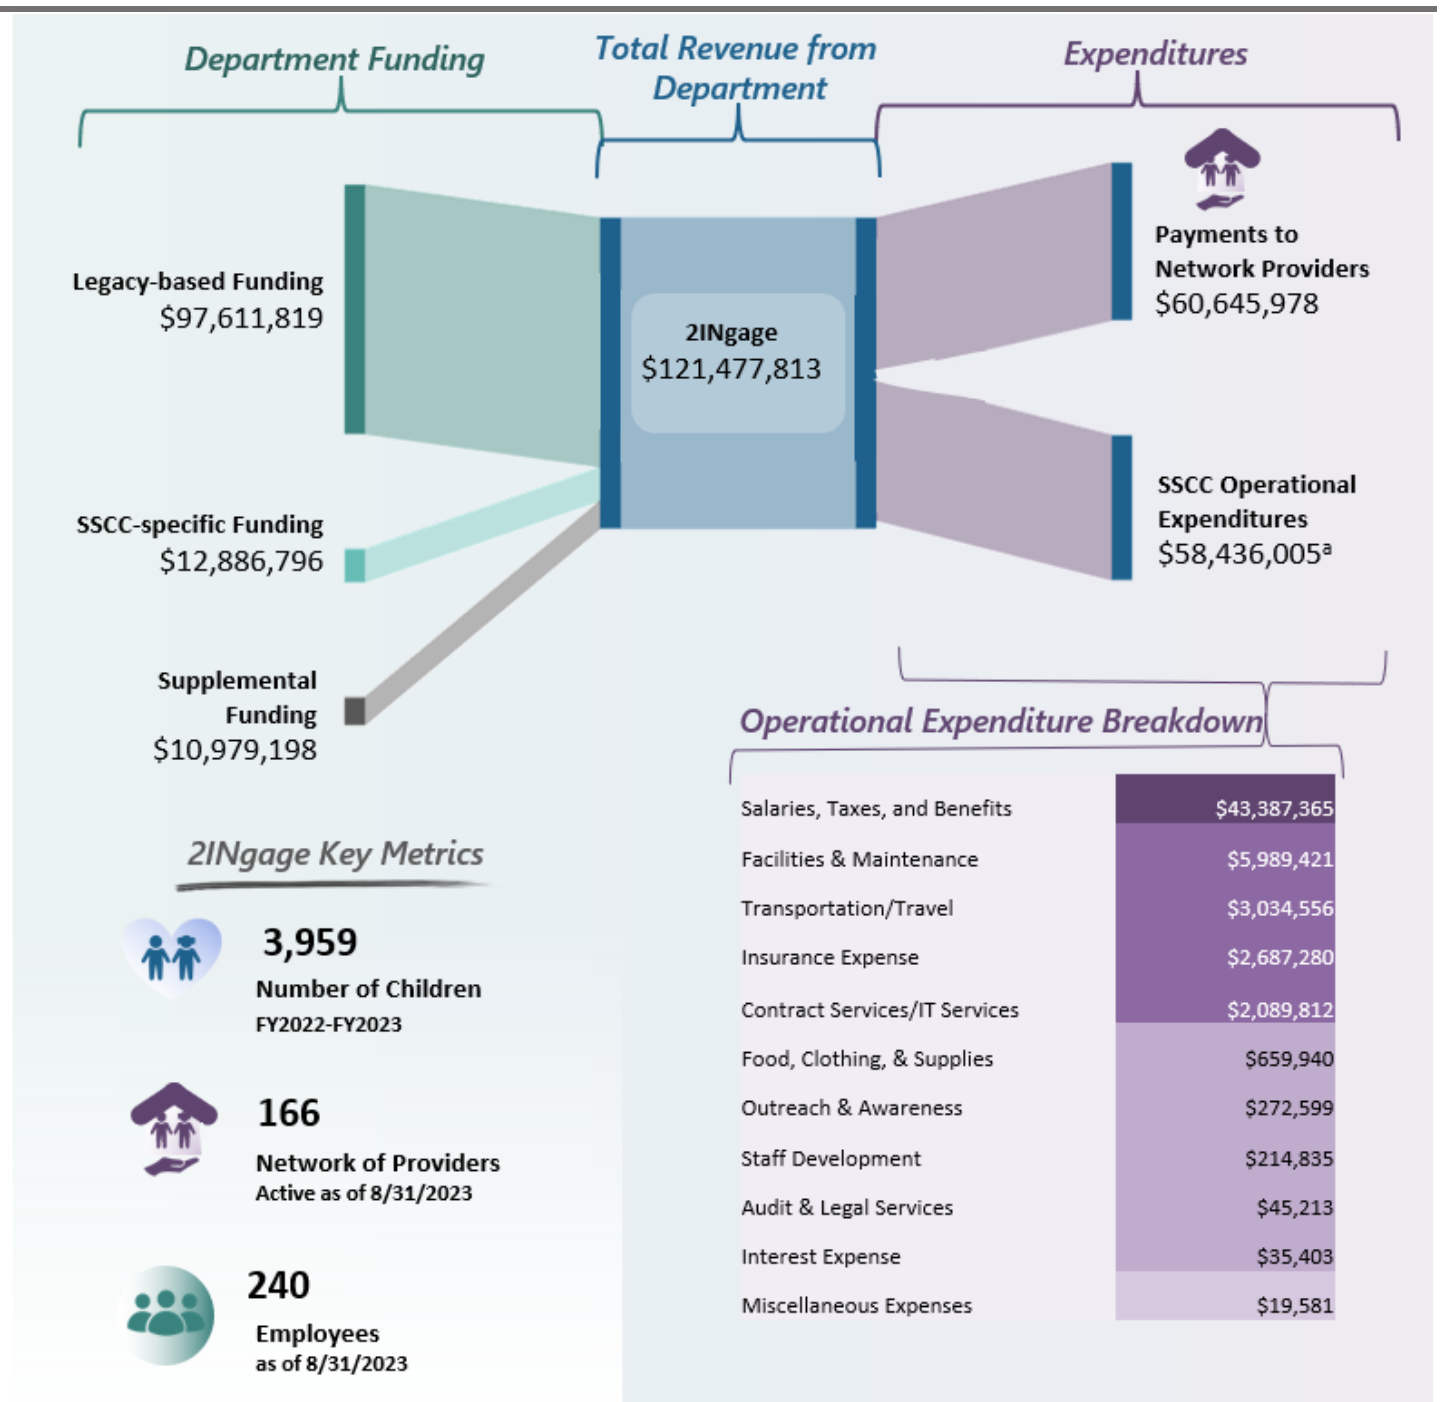 Department Funding
Total Revenue from
Department
Expenditures
Legacy-based Funding
$97,611,819
SSCC-specific Funding
$12,886,796
Supplemental
Funding
$10,979,198
2INgage
$121,477,813
Payments to
Network Providers
$60,645,978
SSCC Operational
Expenditures
$58,436,005ª
Operational Expenditure Breakdown
Salaries, Taxes, and Benefits $43,387,365
Facilities & Maintenance $5,989,421
Transportation/Travel $3,034,556
Insurance Expense $2,687,280
Contract Services/IT Services $2,089,812
Food, Clothing, & Supplies $659,940
Outreach & Awareness $272,599
Staff Development $214,835
Audit & Legal Services $45,213
Interest Expense $35,403
Miscellaneous Expenses $19,581
2INgage Key Metrics
3,959
Number of Children
FY2022-FY2023
166
Network of Providers
Active as of 8/31/2023
240
Employees
as of 8/31/2023